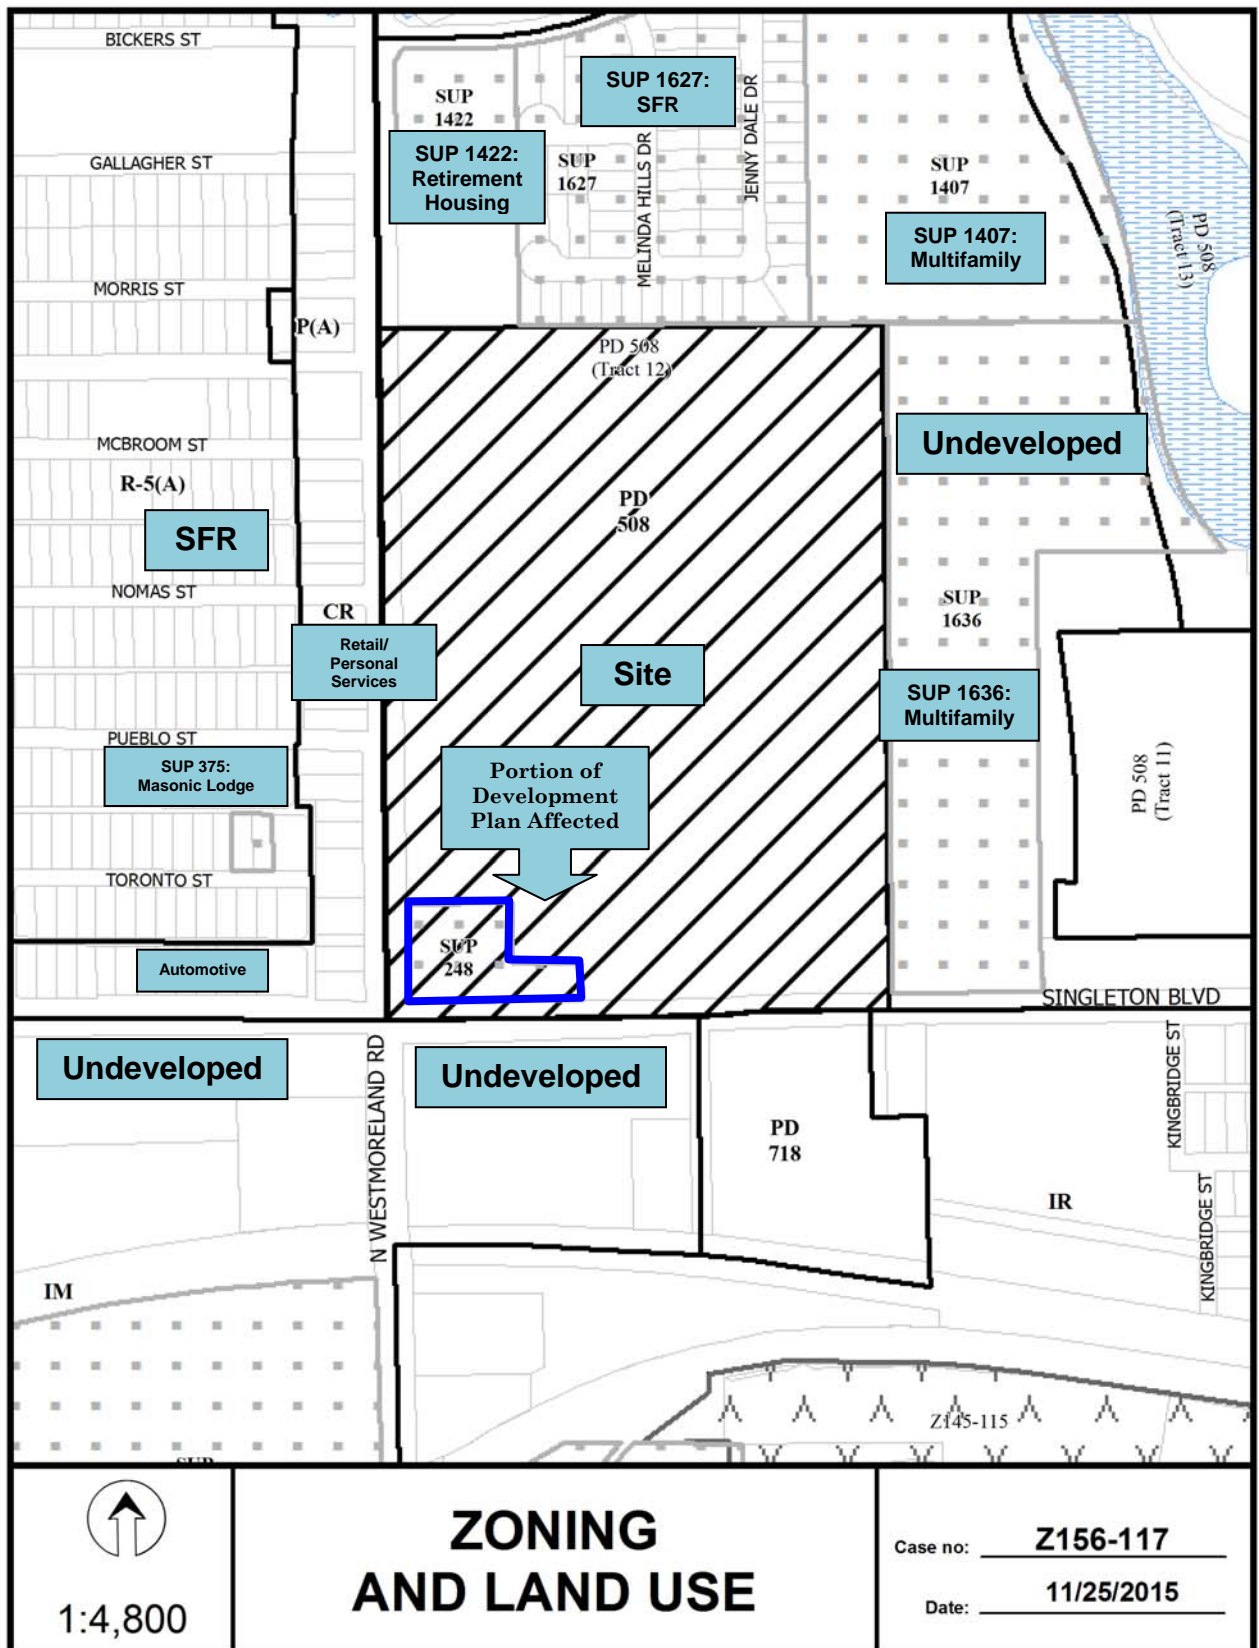 BICKERS ST
SUP
1422
SUP 1627:
SFR
JENNY DALE DR
GALLAGHER ST
SUP 1422:
Retirement
Housing
SUP
1627
MELINDA HILLS DR
SUP
1407
SUP 1407:
Multifamily
PD 508
(Tract 13)
MORRIS ST
P(A)
PD 508
(Tract 12)
MCBROOM ST
R-5(A)
SFR
PD
508
Undeveloped
NOMAS ST
CR
Retail/
Personal
Services
Site
SUP
1636
SUP 1636:
Multifamily
PUEBLO ST
SUP 375:
Masonic Lodge
Portion of
Development
Plan Affected
PD 508
(Tract 11)
TORONTO ST
Automotive
SUP
248
SINGLETON BLVD
Undeveloped
N WESTMORELAND RD
Undeveloped
PD
718
KINGBRIDGE ST
IR
KINGBRIDGE ST
IM
Z145-115
SUP
1:4,800
ZONING
AND LAND USE
Case no: Z156-117
Date: 11/25/2015